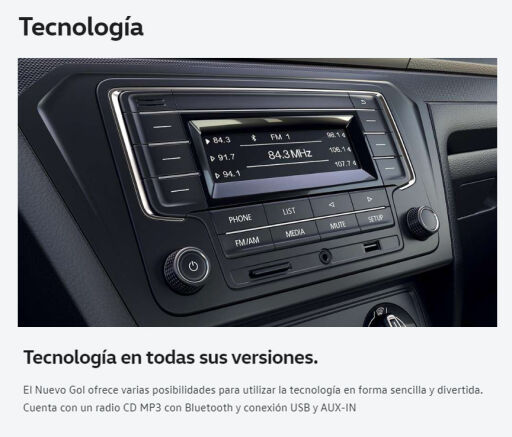 Tecnología
84.3 FM 1 98.1
91.7 84.3 MHz 106.1
94.1 107.7
PHONE LIST
FM/AM MEDIA MUTE SETUP
Tecnología en todas sus versiones.
El Nuevo Gol ofrece varias posibilidades para utilizar la tecnología en forma sencilla y divertida.
Cuenta con un radio CD MP3 con Bluetooth y conexión USB y AUX-IN